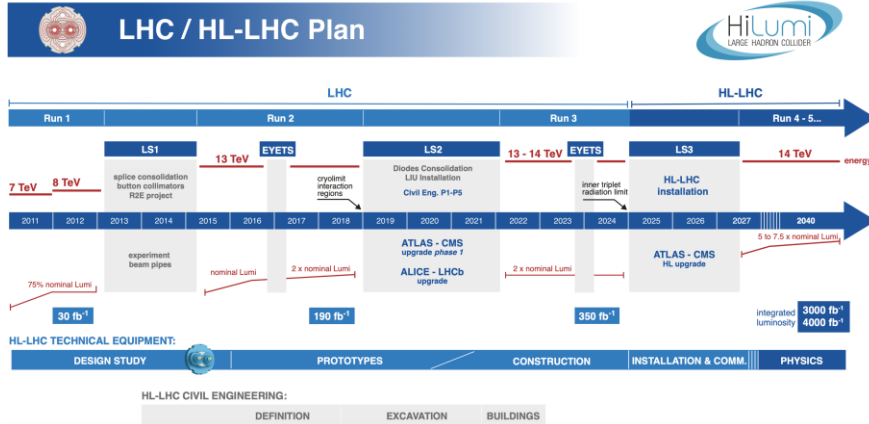 LHC / HL-LHC Plan
HiLumi
LARGE HADRON COLLIDER
LHC
HL-LHC
Run 1
Run 2
Run 3
Run 4 - 5...
LS1
EYETS
LS2
EYETS
LS3
7 TeV
8 TeV
splice consolidation
button collimators
R2E project
13 TeV
cryolimit
interaction
regions
Diodes Consolidation
LIU Installation
Civil Eng. P1-P5
13 - 14 TeV
inner triplet
radiation limit
HL-LHC
installation
14 TeV
energy
2011
2012
2013
2014
2015
2016
2017
2018
2019
2020
2021
2022
2023
2024
2025
2026
2027
2040
75% nominal Lumi
experiment
beam pipes
nominal Lumi
2 x nominal Lumi
ATLAS - CMS
upgrade phase 1
ALICE - LHCb
upgrade
2 x nominal Lumi
ATLAS - CMS
HL upgrade
5 to 7.5 x nominal Lumi
30 fb-1
190 fb-1
350 fb-1
integrated
luminosity
3000 fb-1
4000 fb-1
HL-LHC TECHNICAL EQUIPMENT:
DESIGN STUDY
PROTOTYPES
CONSTRUCTION
INSTALLATION & COMM.
PHYSICS
HL-LHC CIVIL ENGINEERING:
DEFINITION
EXCAVATION
BUILDINGS